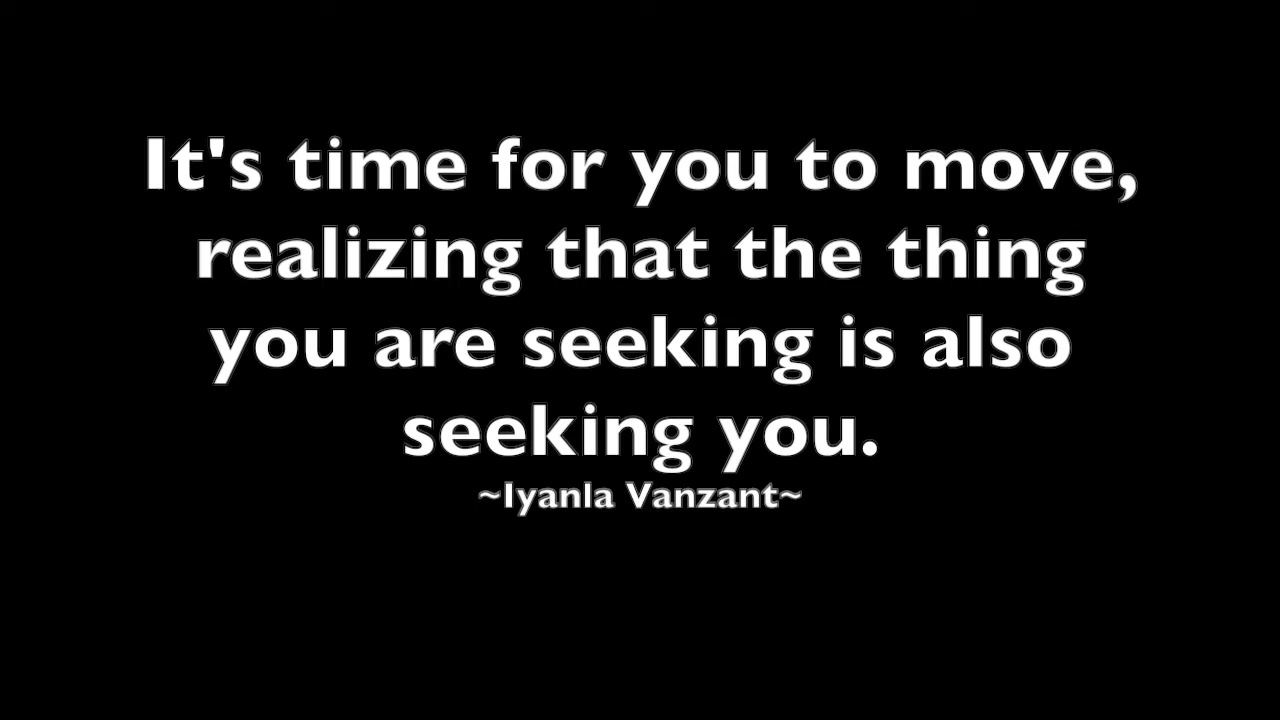 It's time for you to move,
realizing that the thing
you are seeking is also
seeking you.
~Iyanla Vanzant~